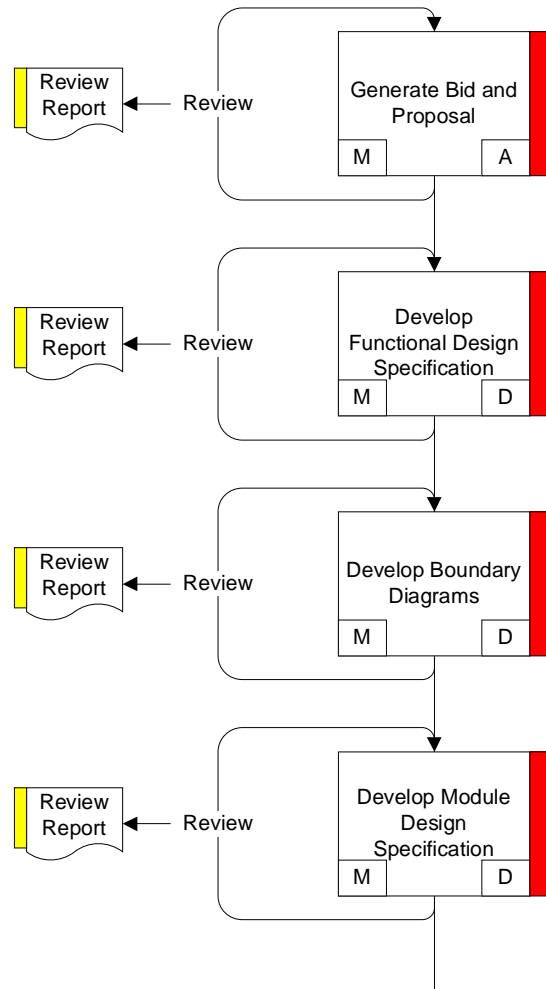 Review
Report
Review
Generate Bid and
Proposal
M
A
Review
Report
Review
Develop
Functional Design
Specification
M
D
Review
Report
Review
Develop Boundary
Diagrams
M
D
Review
Report
Review
Develop Module
Design
Specification
M
D